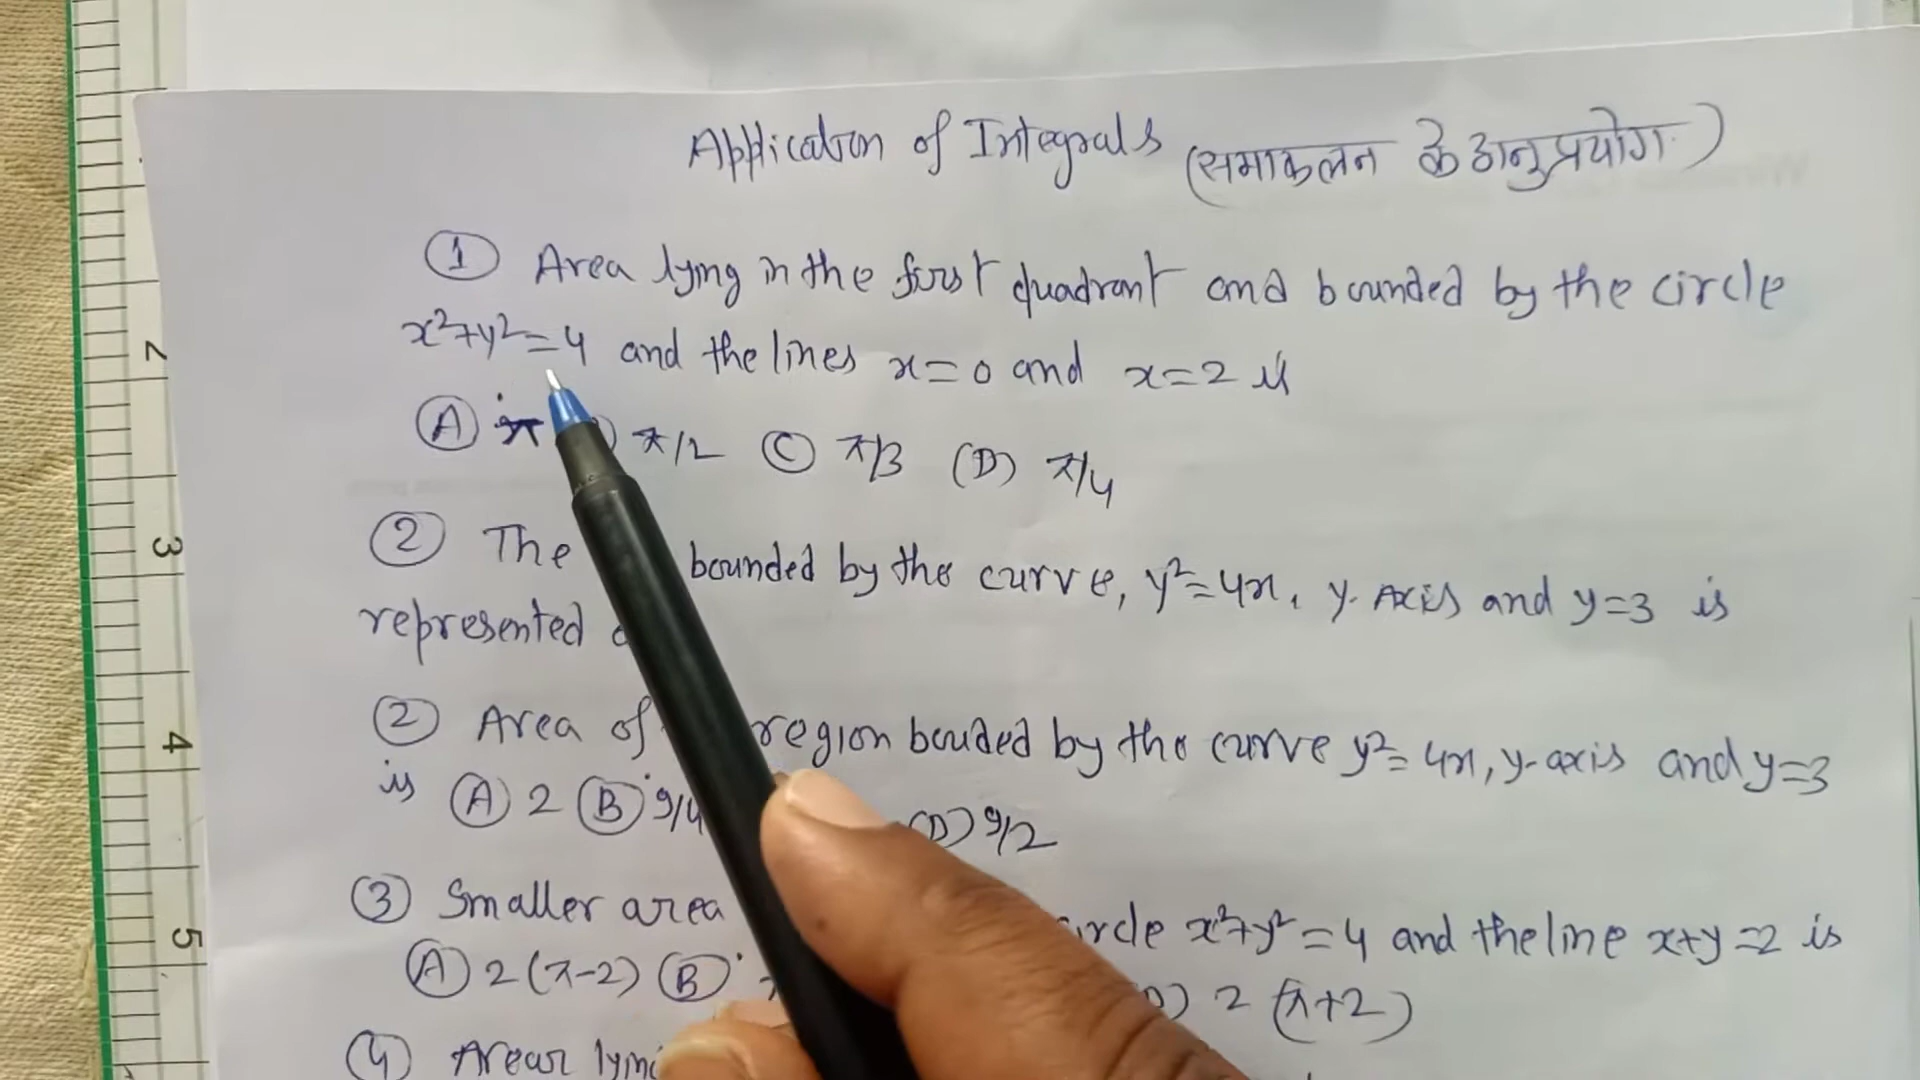 Application of Integrals (समाकलन के अनुप्रयोग)
① Area lying in the first quadrant and bounded by the circle
x²+y²=4 and the lines x=0 and x=2 is
Ⓐ π π/2 Ⓒ π/3 (D) π/4
② The bounded by the curve, y²=4x, y-Axis and y=3 is
represented
② Area of region bouded by the curve y²=4x, y-axis and y=3
is Ⓐ 2 Ⓑ 9/4 (D) 9/2
③ Smaller area x²+y²=4 and the line x+y=2 is
Ⓐ 2(π-2) Ⓑ 2(π+2)
④
2
3
4
5